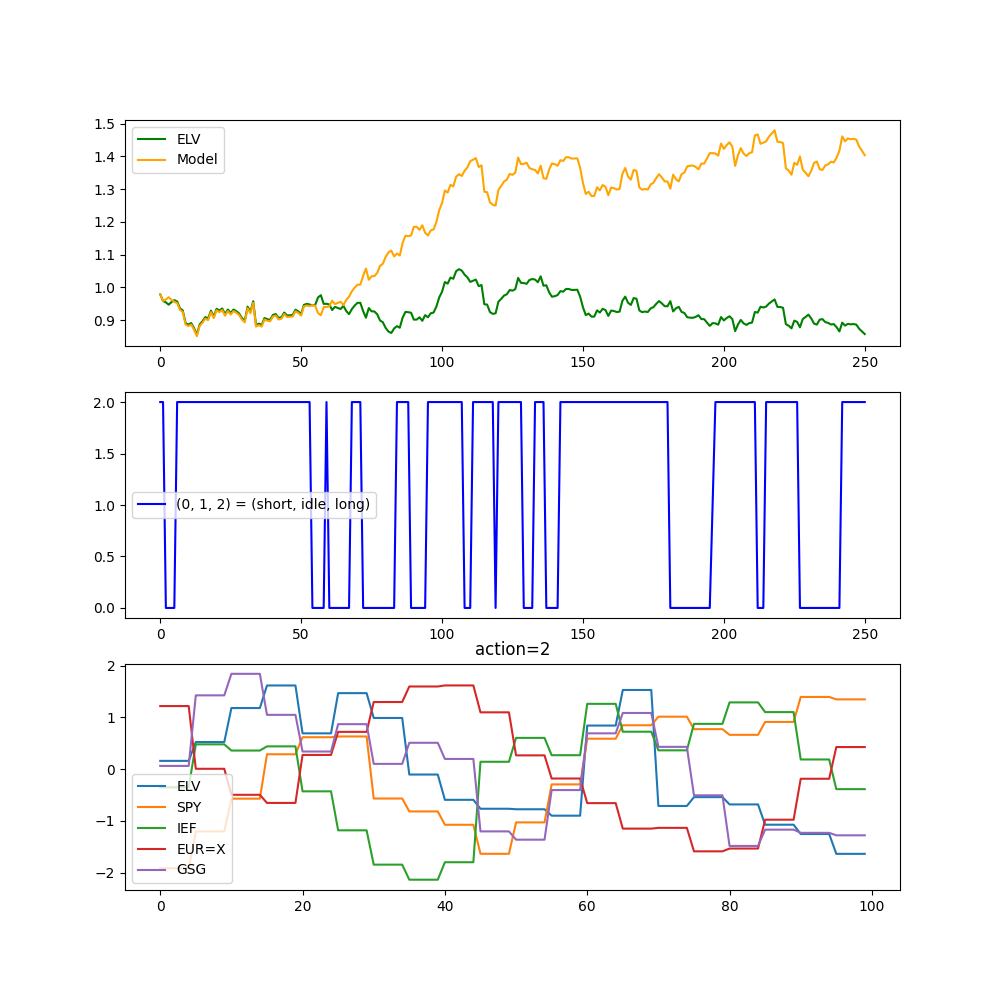 1.5
1.4
1.3
1.2
1.1
1.0
0.9
ELV
Model
0 50 100 150 200 250
2.0
1.5
1.0
0.5
0.0
(0, 1, 2) = (short, idle, long)
0 50 100 150 200 250
action=2
2
1
0
−1
−2
ELV
SPY
IEF
EUR=X
GSG
0 20 40 60 80 100